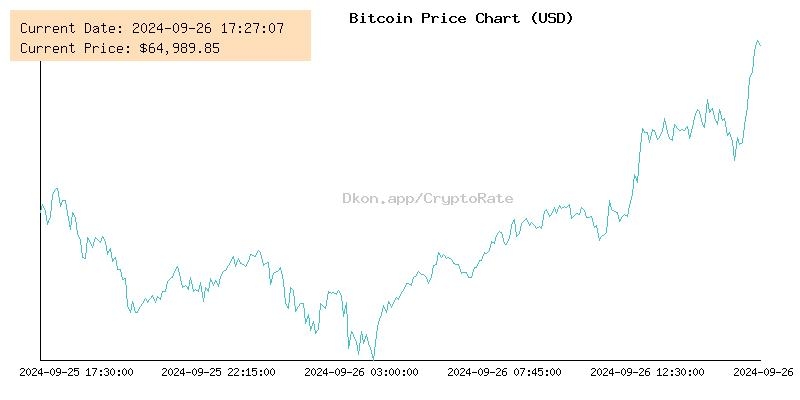 Bitcoin Price Chart (USD)
Current Date: 2024-09-26 17:27:07
Current Price: $64,989.85
Dkon.app/CryptoRate
2024-09-25 17:30:00 2024-09-25 22:15:00 2024-09-26 03:00:00 2024-09-26 07:45:00 2024-09-26 12:30:00 2024-09-26